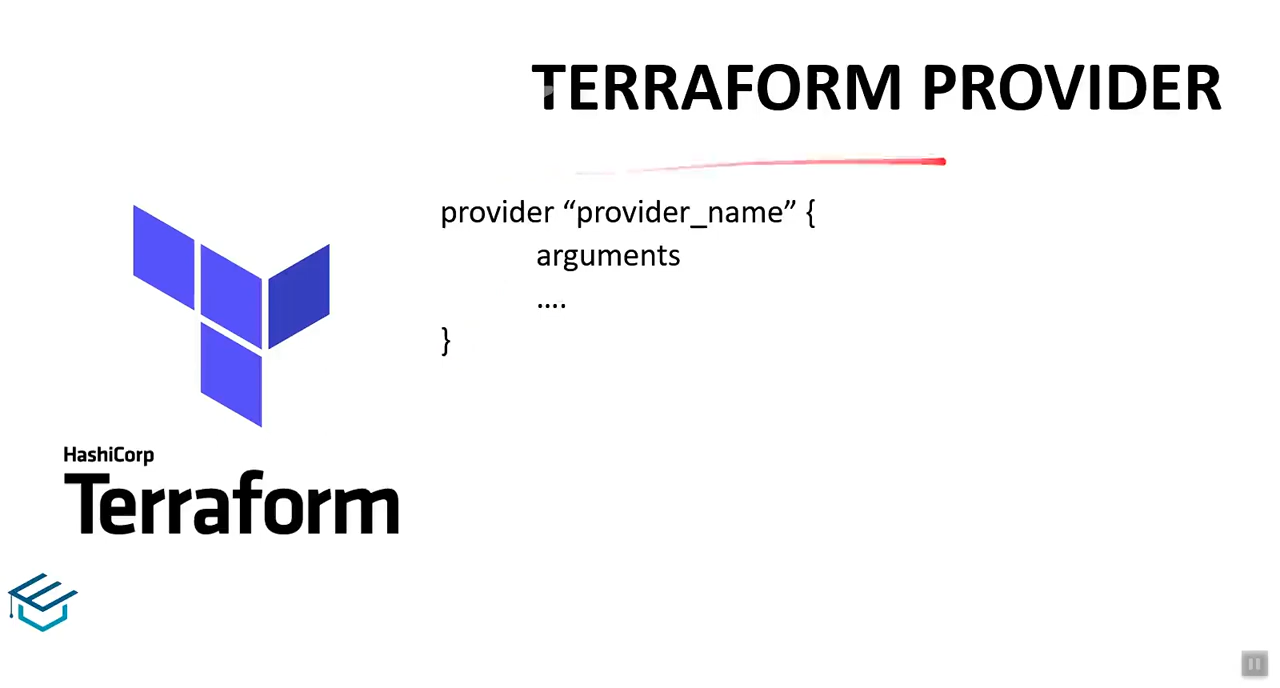 TERRAFORM PROVIDER
provider “provider_name” {
arguments
....
}
HashiCorp
Terraform